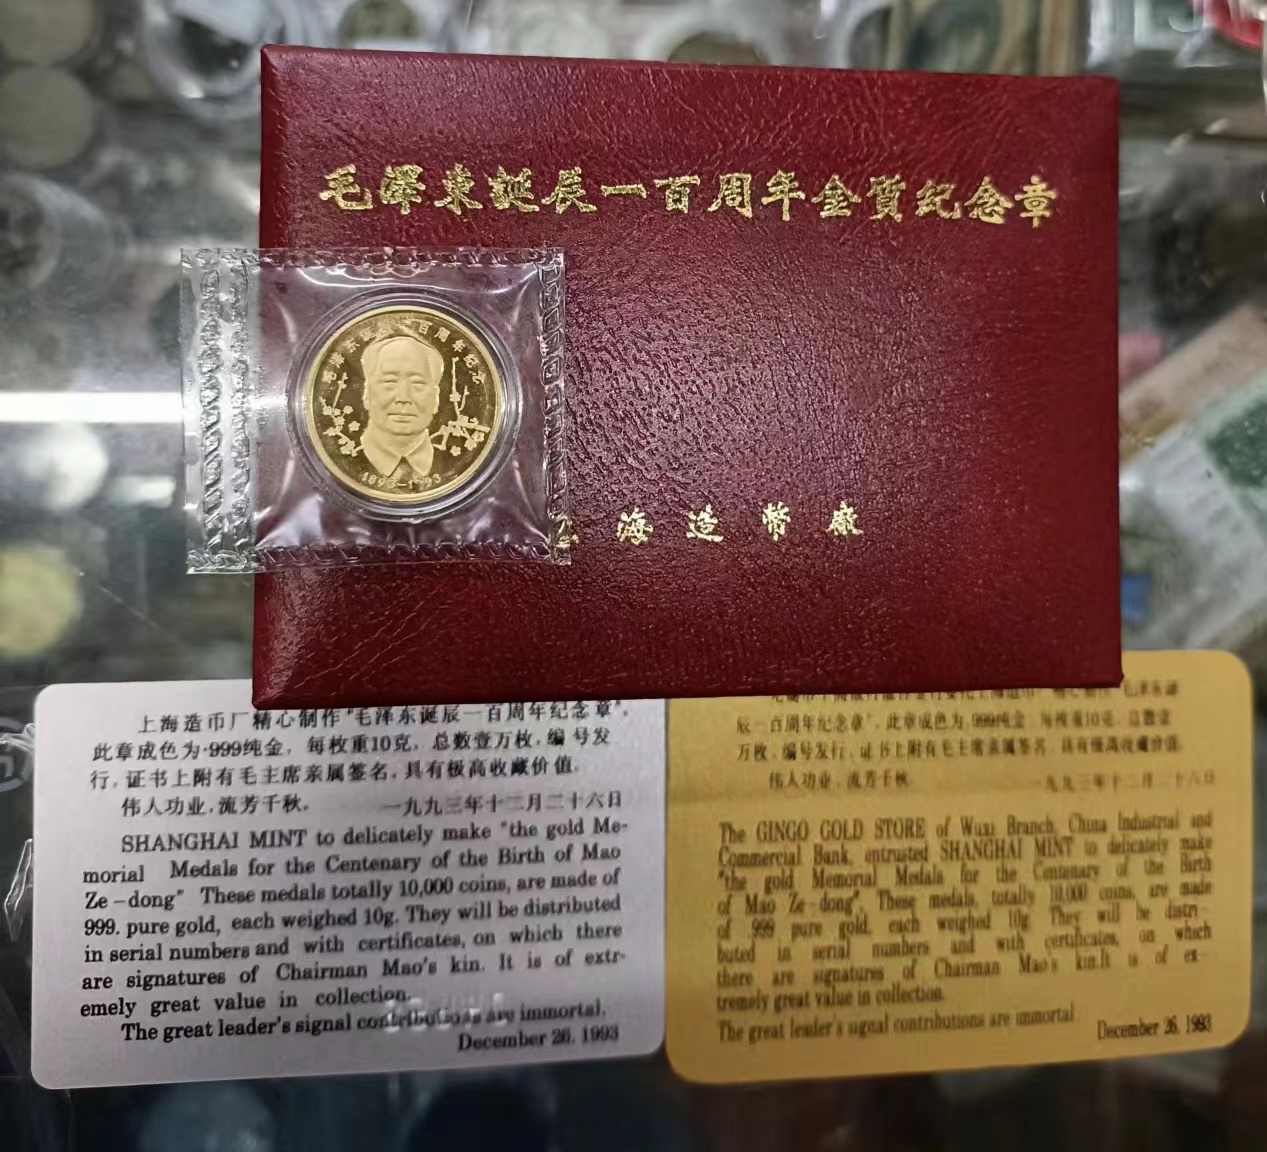 毛澤東誕辰一百周年金質紀念章
毛泽东诞辰一百周年纪念
1893-1993
海造幣廠
上海造币厂精心制作"毛泽东诞辰一百周年纪念章".
此章成色为·999纯金，每枚重10克，总数壹万枚.编号发
行，证书上附有毛主席亲属签名，具有极高收藏价值.
伟人功业，流芳千秋。 一九九三年十二月二十六日
SHANGHAI MINT to delicately make "the gold Me-
morial Medals for the Centenary of the Birth of Mao
Ze-dong" These medals totally 10,000 coins, are made of
999. pure gold, each weighed 10g. They will be distributed
in serial numbers and with certificates, on which there
are signatures of Chairman Mao's kin. It is of extr-
emely great value in collection.
The great leader's signal contributions are immortal.
December 26. 1993
辰一百周年纪念章". 此章成色为.999纯金 每枚重10克 总数壹
万枚. 编号发行. 证书上附有毛主席亲属签名. 具有极高收藏价值.
伟人功业，流芳千秋. 一九九三年十二月二十六日
The GINGO GOLD STORE of Wuxi Branch, China Industrial and
Commercial Bank, entrusted SHANGHAI MINT to delicately make
"the gold Memorial Medals for the Centenary of the Birth
of Mao Ze-dong". These medals, totally 10,000 coins, are made
of .999 pure gold, each weighed 10g They will be distri-
buted in serial numbers and with certificates, on which
there are signatures of Chairman Mao's kin.It is of ex-
tremely great value in collection.
The great leader's signal contributions are immortal
December 26. 1993